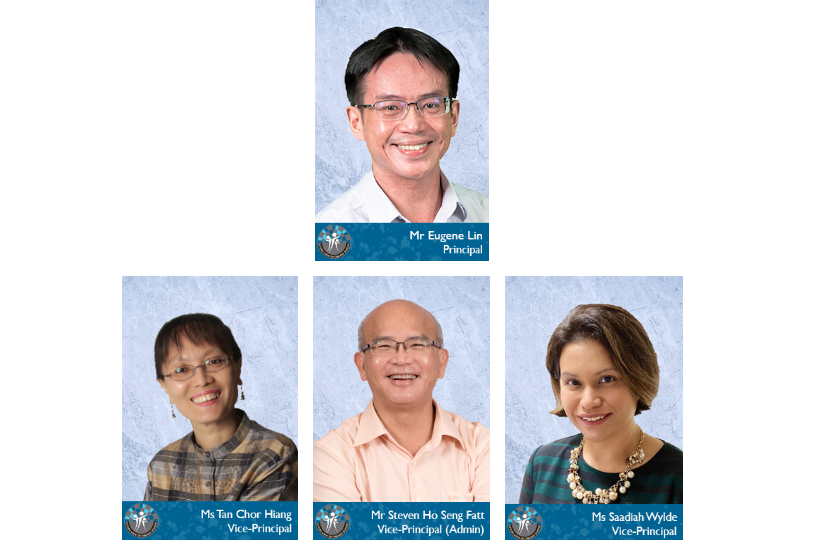 Mr Eugene Lin
Principal
Ms Tan Chor Hiang
Vice-Principal
Mr Steven Ho Seng Fatt
Vice-Principal (Admin)
Ms Saadiah Wylde
Vice-Principal